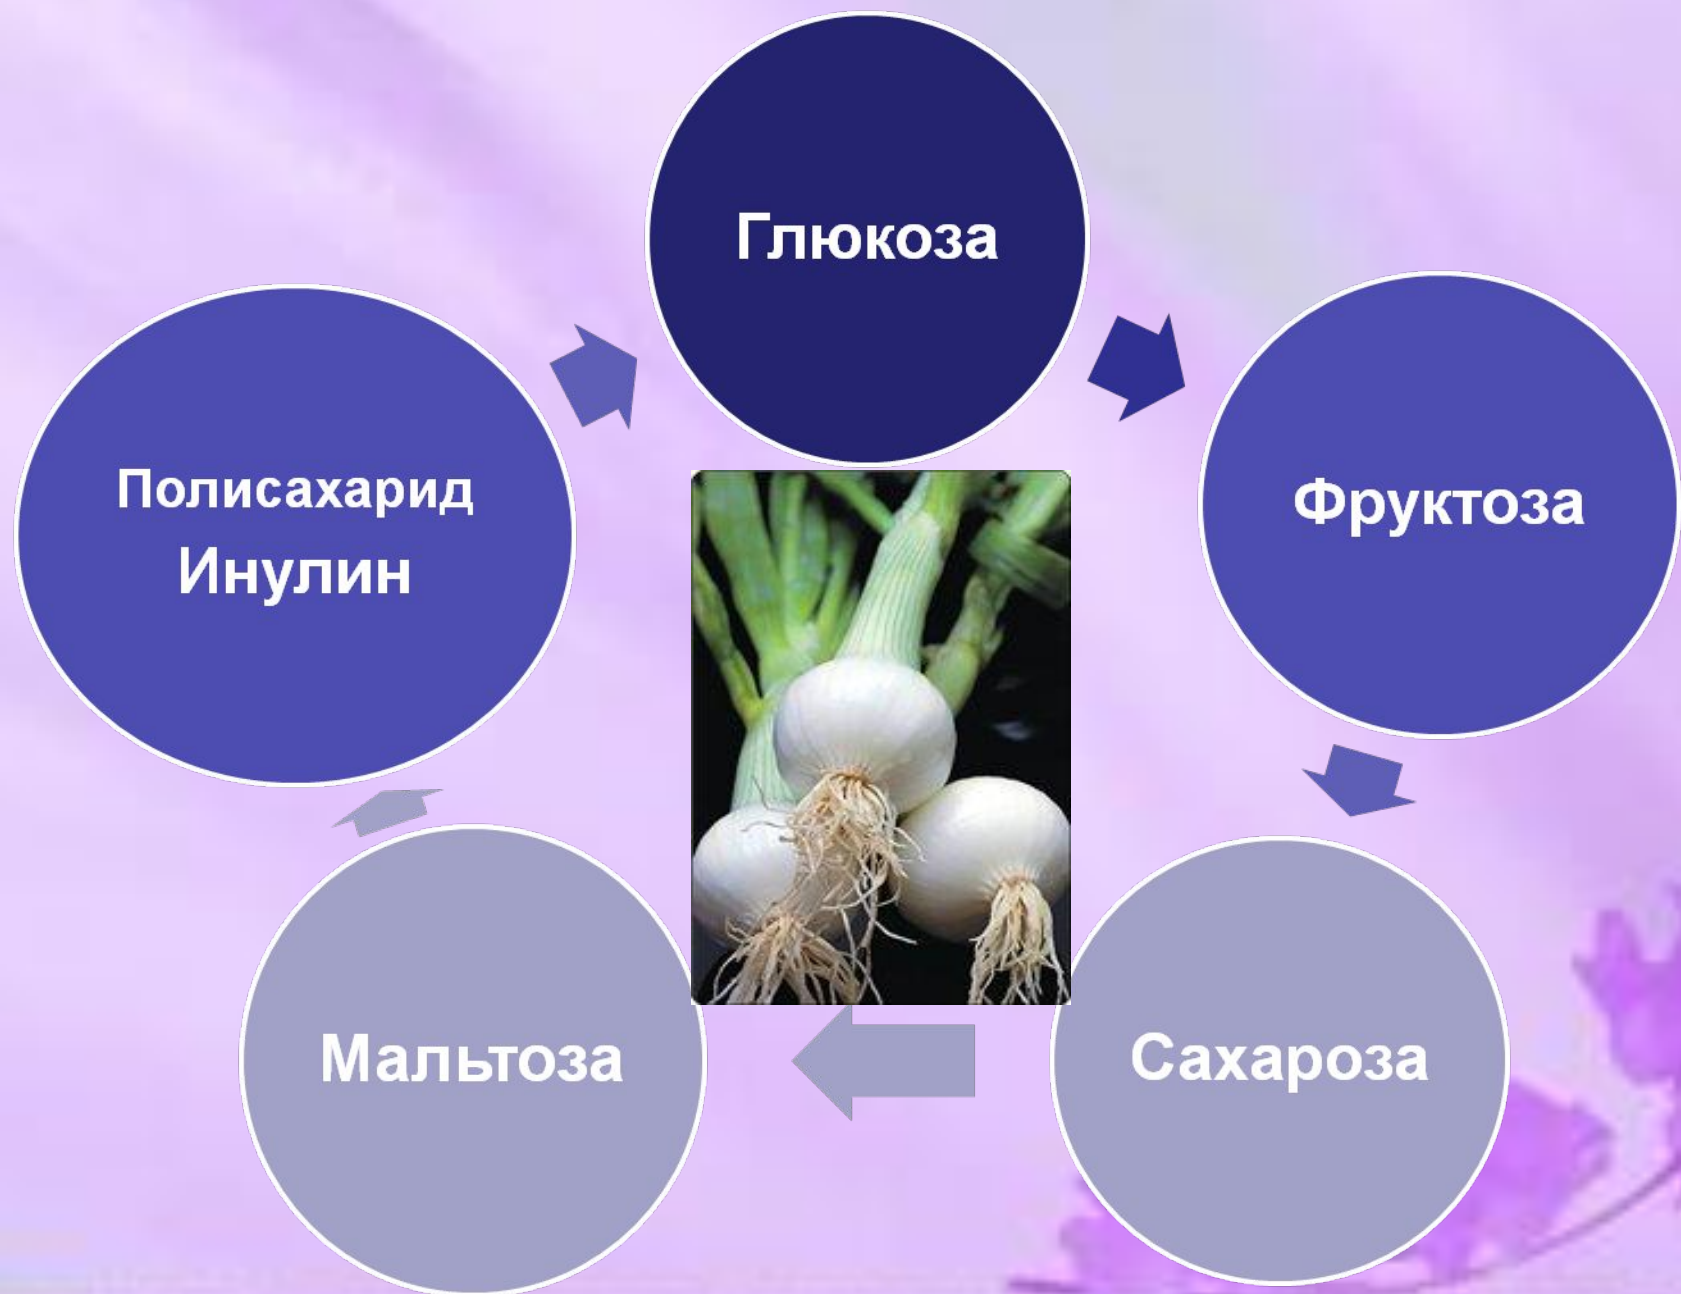 Глюкоза
Фруктоза
Сахароза
Мальтоза
Полисахарид
Инулин